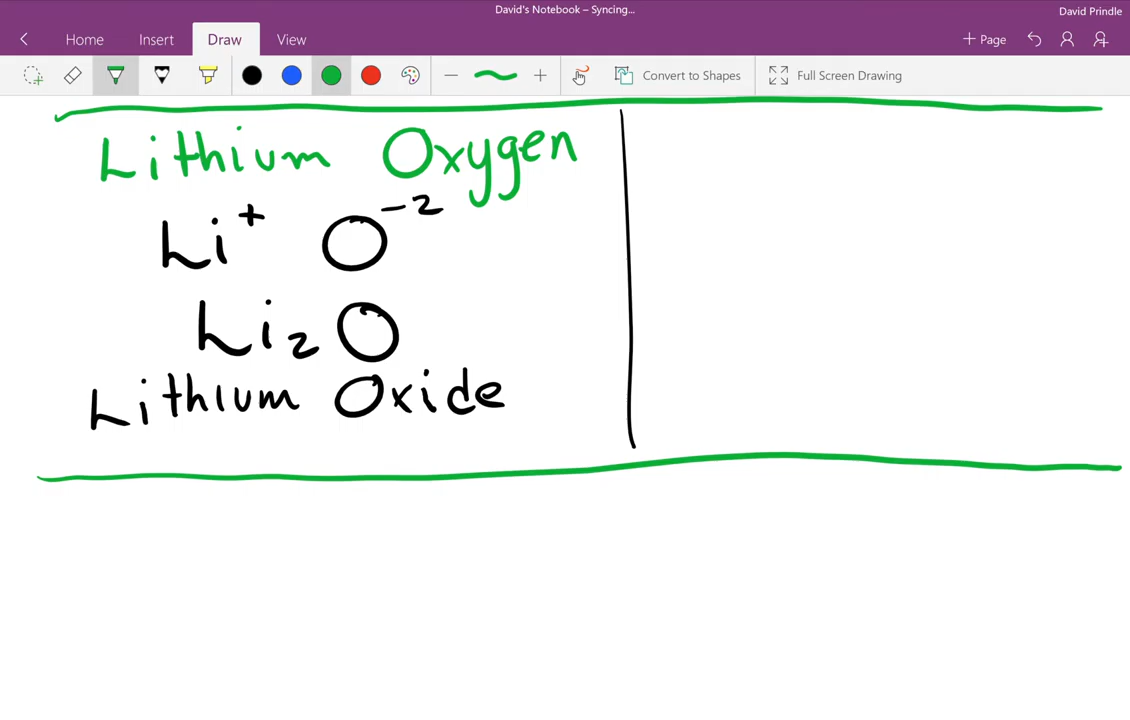 David's Notebook – Syncing...
David Prindle
Home Insert Draw View
+ Page
Convert to Shapes Full Screen Drawing
Lithium Oxygen
Li⁺ O⁻²
Li₂O
Lithium Oxide